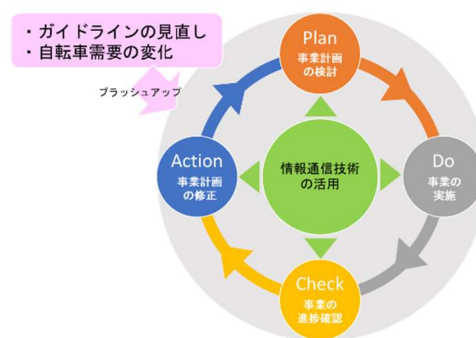 ・ガイドラインの見直し
・自転車需要の変化
ブラッシュアップ
Plan
事業計画
の検討
Action
事業計画
の修正
情報通信技術
の活用
Do
事業の
実施
Check
事業の
進捗確認